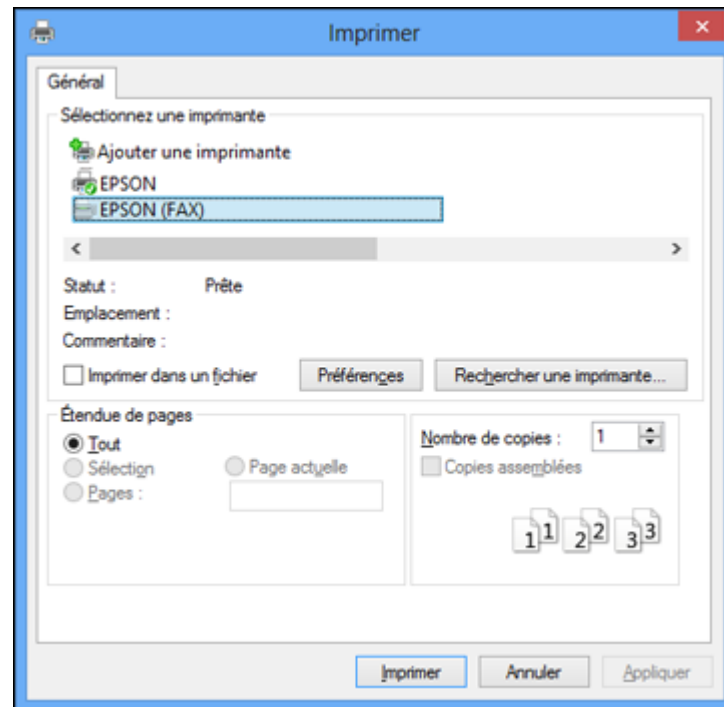 Imprimer
Général
Sélectionnez une imprimante
Ajouter une imprimante
EPSON
EPSON (FAX)
Statut : Prête
Emplacement :
Commentaire :
Imprimer dans un fichier Préférences Rechercher une imprimante...
Étendue de pages
Tout
Sélection Page actuelle
Pages :
Nombre de copies : 1
Copies assemblées
1 1 2 2 3 3
Imprimer Annuler Appliquer